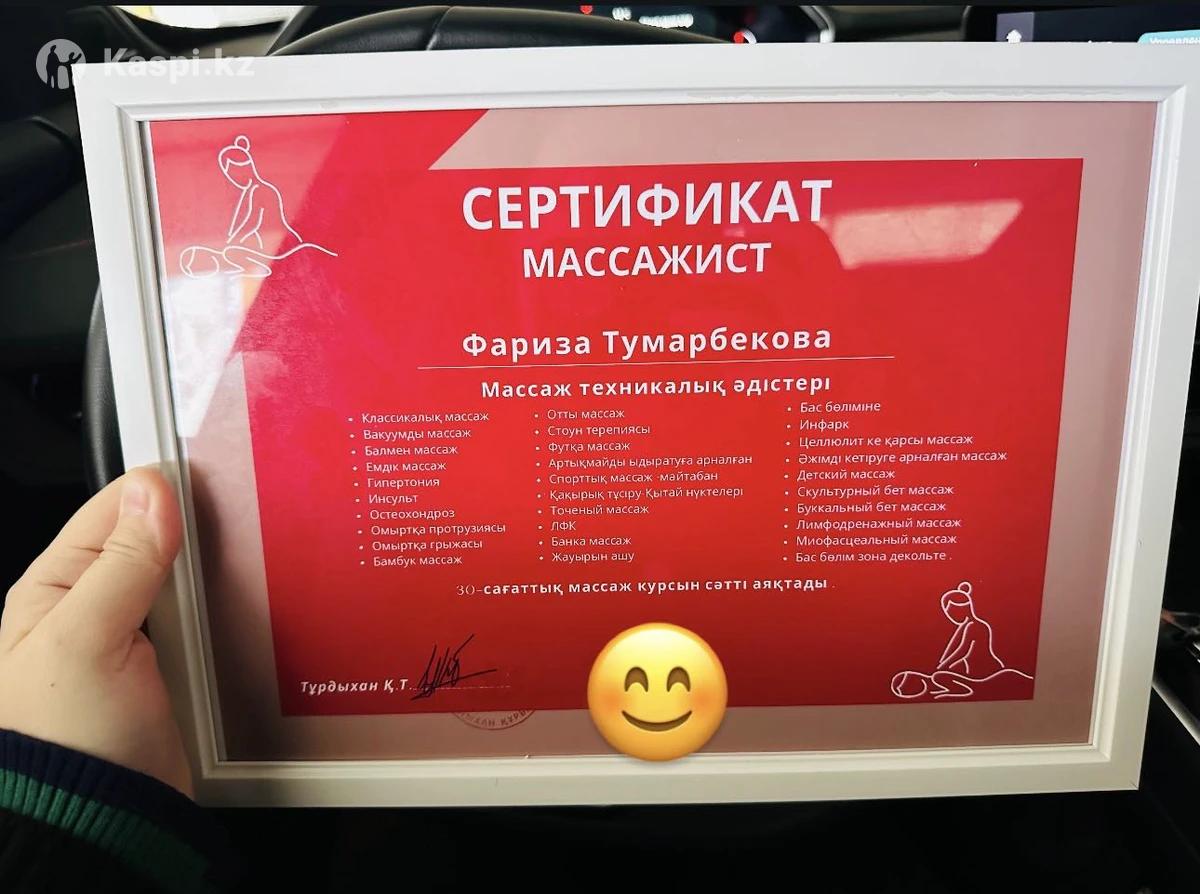 Kaspi.kz
СЕРТИФИКАТ
МАССАЖИСТ
Фариза Тумарбекова
Массаж техникалық әдістері
• Классикалық массаж
• Вакуумды массаж
• Балмен массаж
• Емдік массаж
• Гипертония
• Инсульт
• Остеохондроз
• Омыртқа протрузиясы
• Омыртқа грыжасы
• Бамбук массаж
• Отты массаж
• Стоун терепиясы
• Футқа массаж
• Артықмайды ыдыратуға арналған
• Спорттық массаж -майтабан
• Қақырық түсіру-Қытай нүктелері
• Точеный массаж
• ЛФК
• Банка массаж
• Жауырын ашу
• Бас бөліміне
• Инфарк
• Целлюлит ке қарсы массаж
• Әжімді кетіруге арналған массаж
• Детский массаж
• Скульturный бет массаж
• Буккальный бет массаж
• Лимфодренажный массаж
• Миофасцеальный массаж
• Бас бөлім зона декольте .
30-сағаттық массаж курсын сәтті аяқтады .
Тұрдыхан Қ.Т.